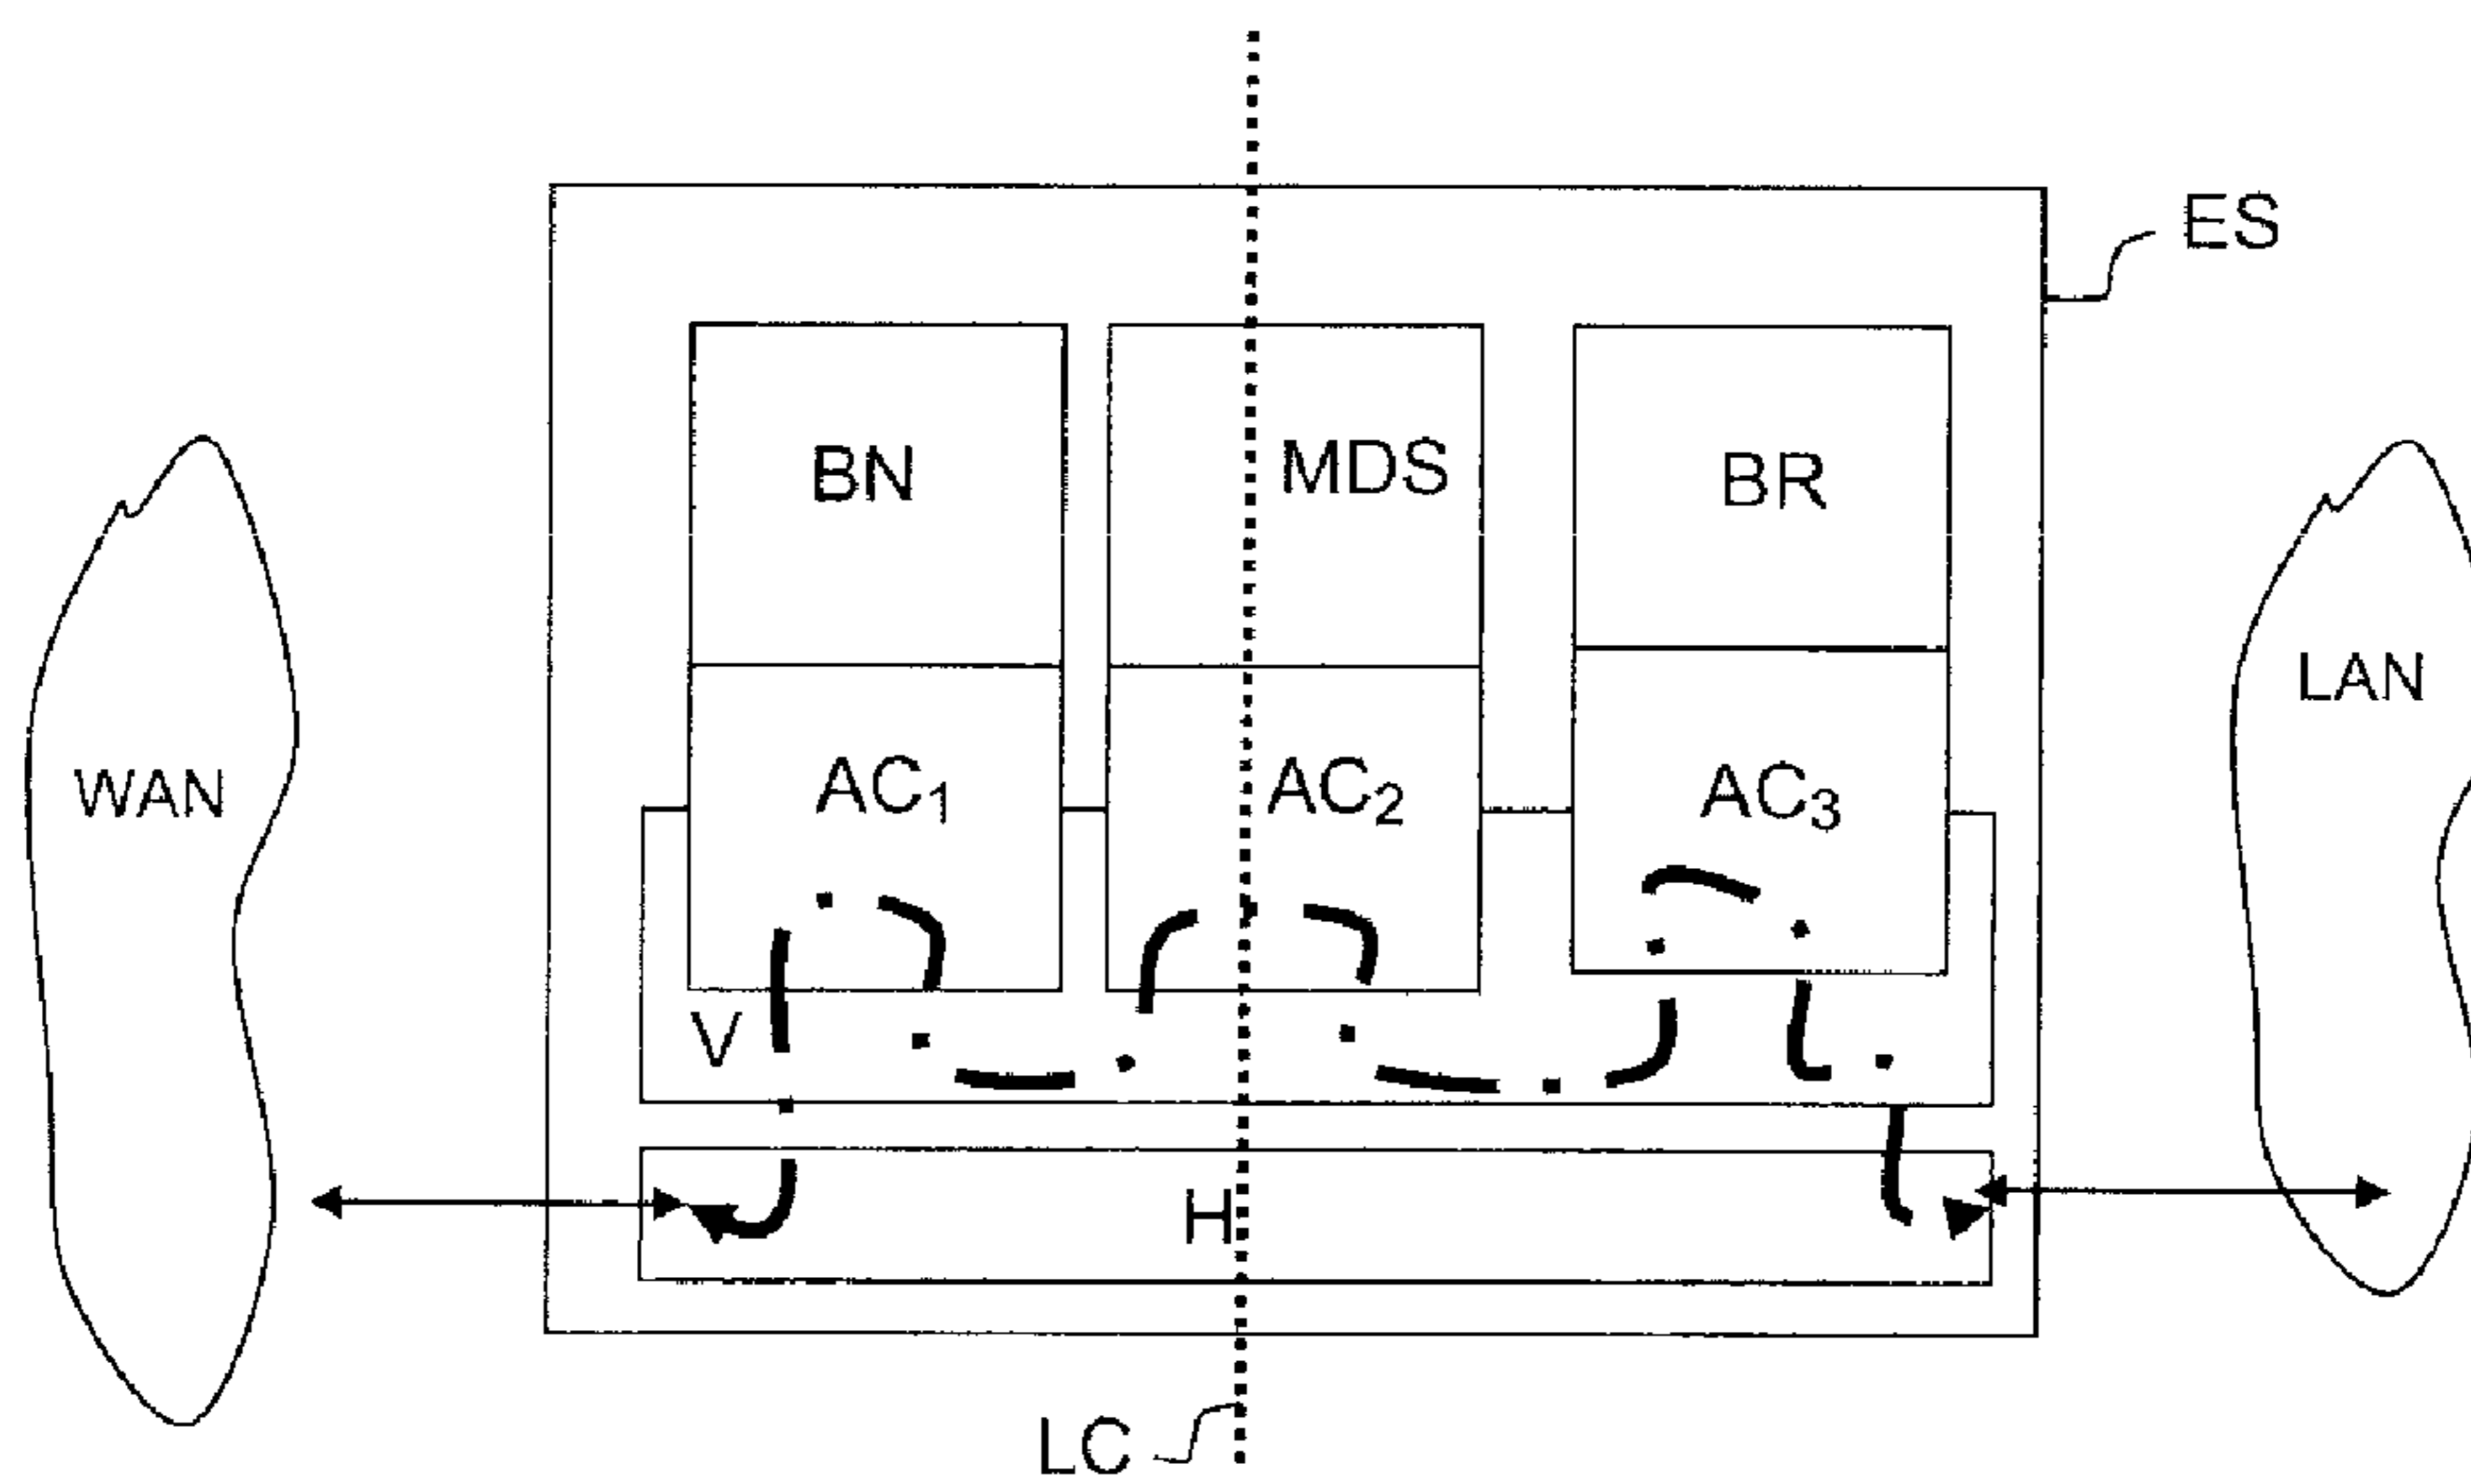 ES
BN MDS BR
LAN
WAN AC₁ AC₂ AC₃
V
H
LC